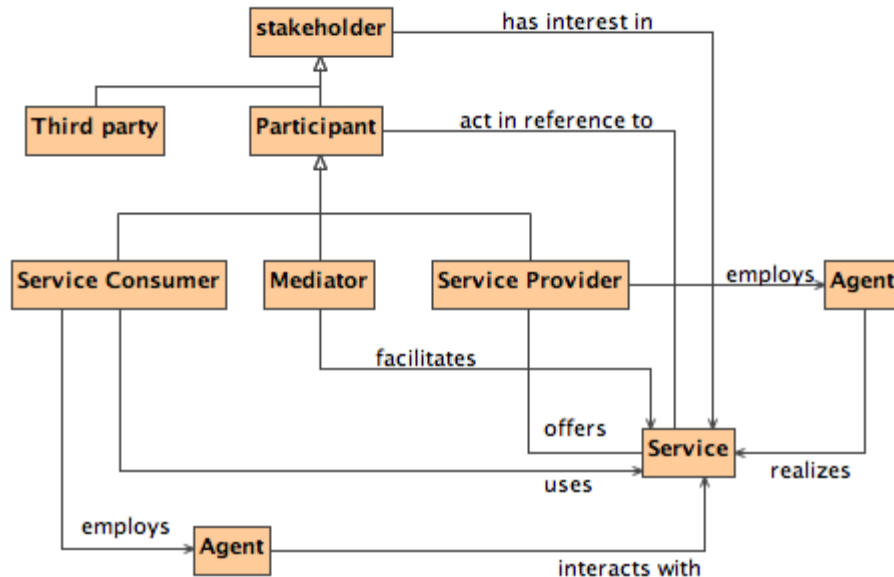 stakeholder
has interest in
Third party
Participant
act in reference to
Service Consumer
Mediator
Service Provider
employs
Agent
facilitates
offers
Service
uses
realizes
employs
Agent
interacts with